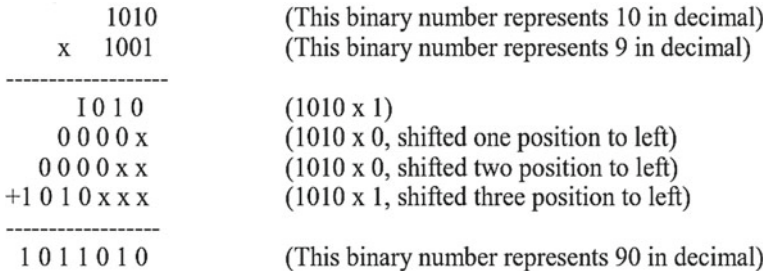 1010 (This binary number represents 10 in decimal)
x 1001 (This binary number represents 9 in decimal)
-------------------
I 0 1 0 (1010 x 1)
0 0 0 0 x (1010 x 0, shifted one position to left)
0 0 0 0 x x (1010 x 0, shifted two position to left)
+1 0 1 0 x x x (1010 x 1, shifted three position to left)
------------------
1 0 1 1 0 1 0 (This binary number represents 90 in decimal)